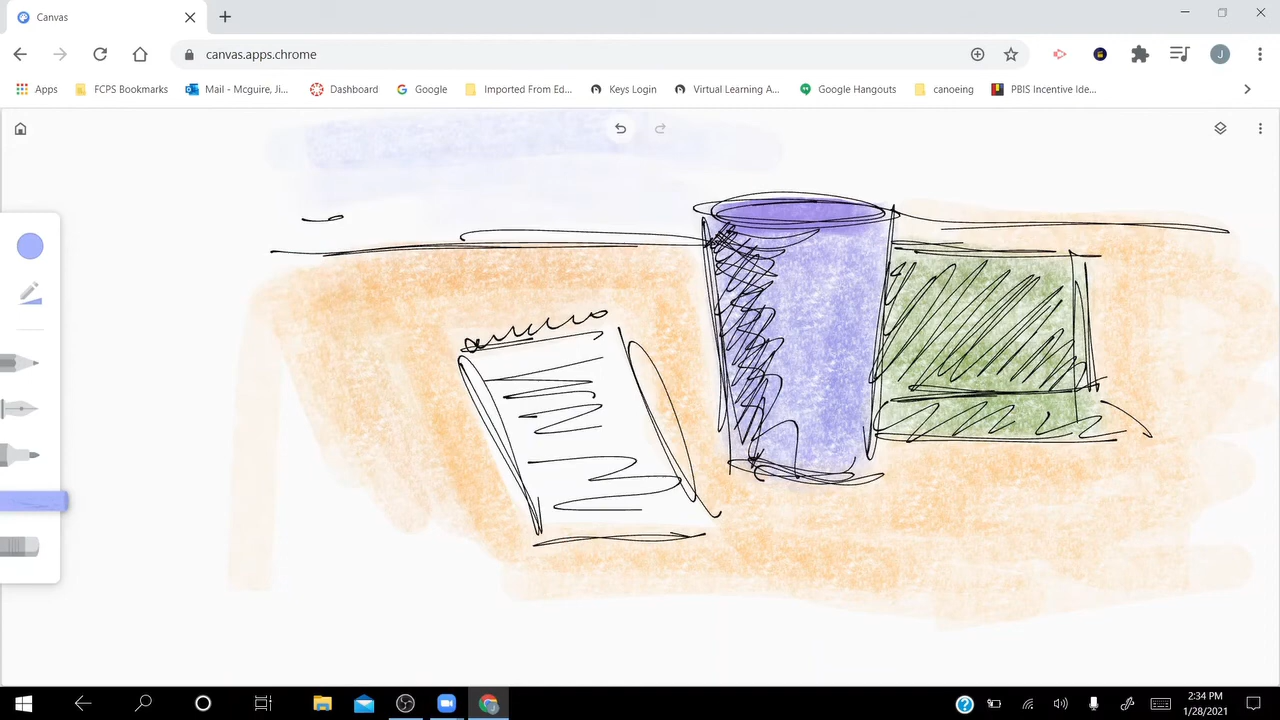 Canvas
canvas.apps.chrome
J
Apps
FCPS Bookmarks
Mail - Mcguire, Ji...
Dashboard
Google
Imported From Ed...
Keys Login
Virtual Learning A...
Google Hangouts
canoeing
PBIS Incentive Ide...
2:34 PM
1/28/2021